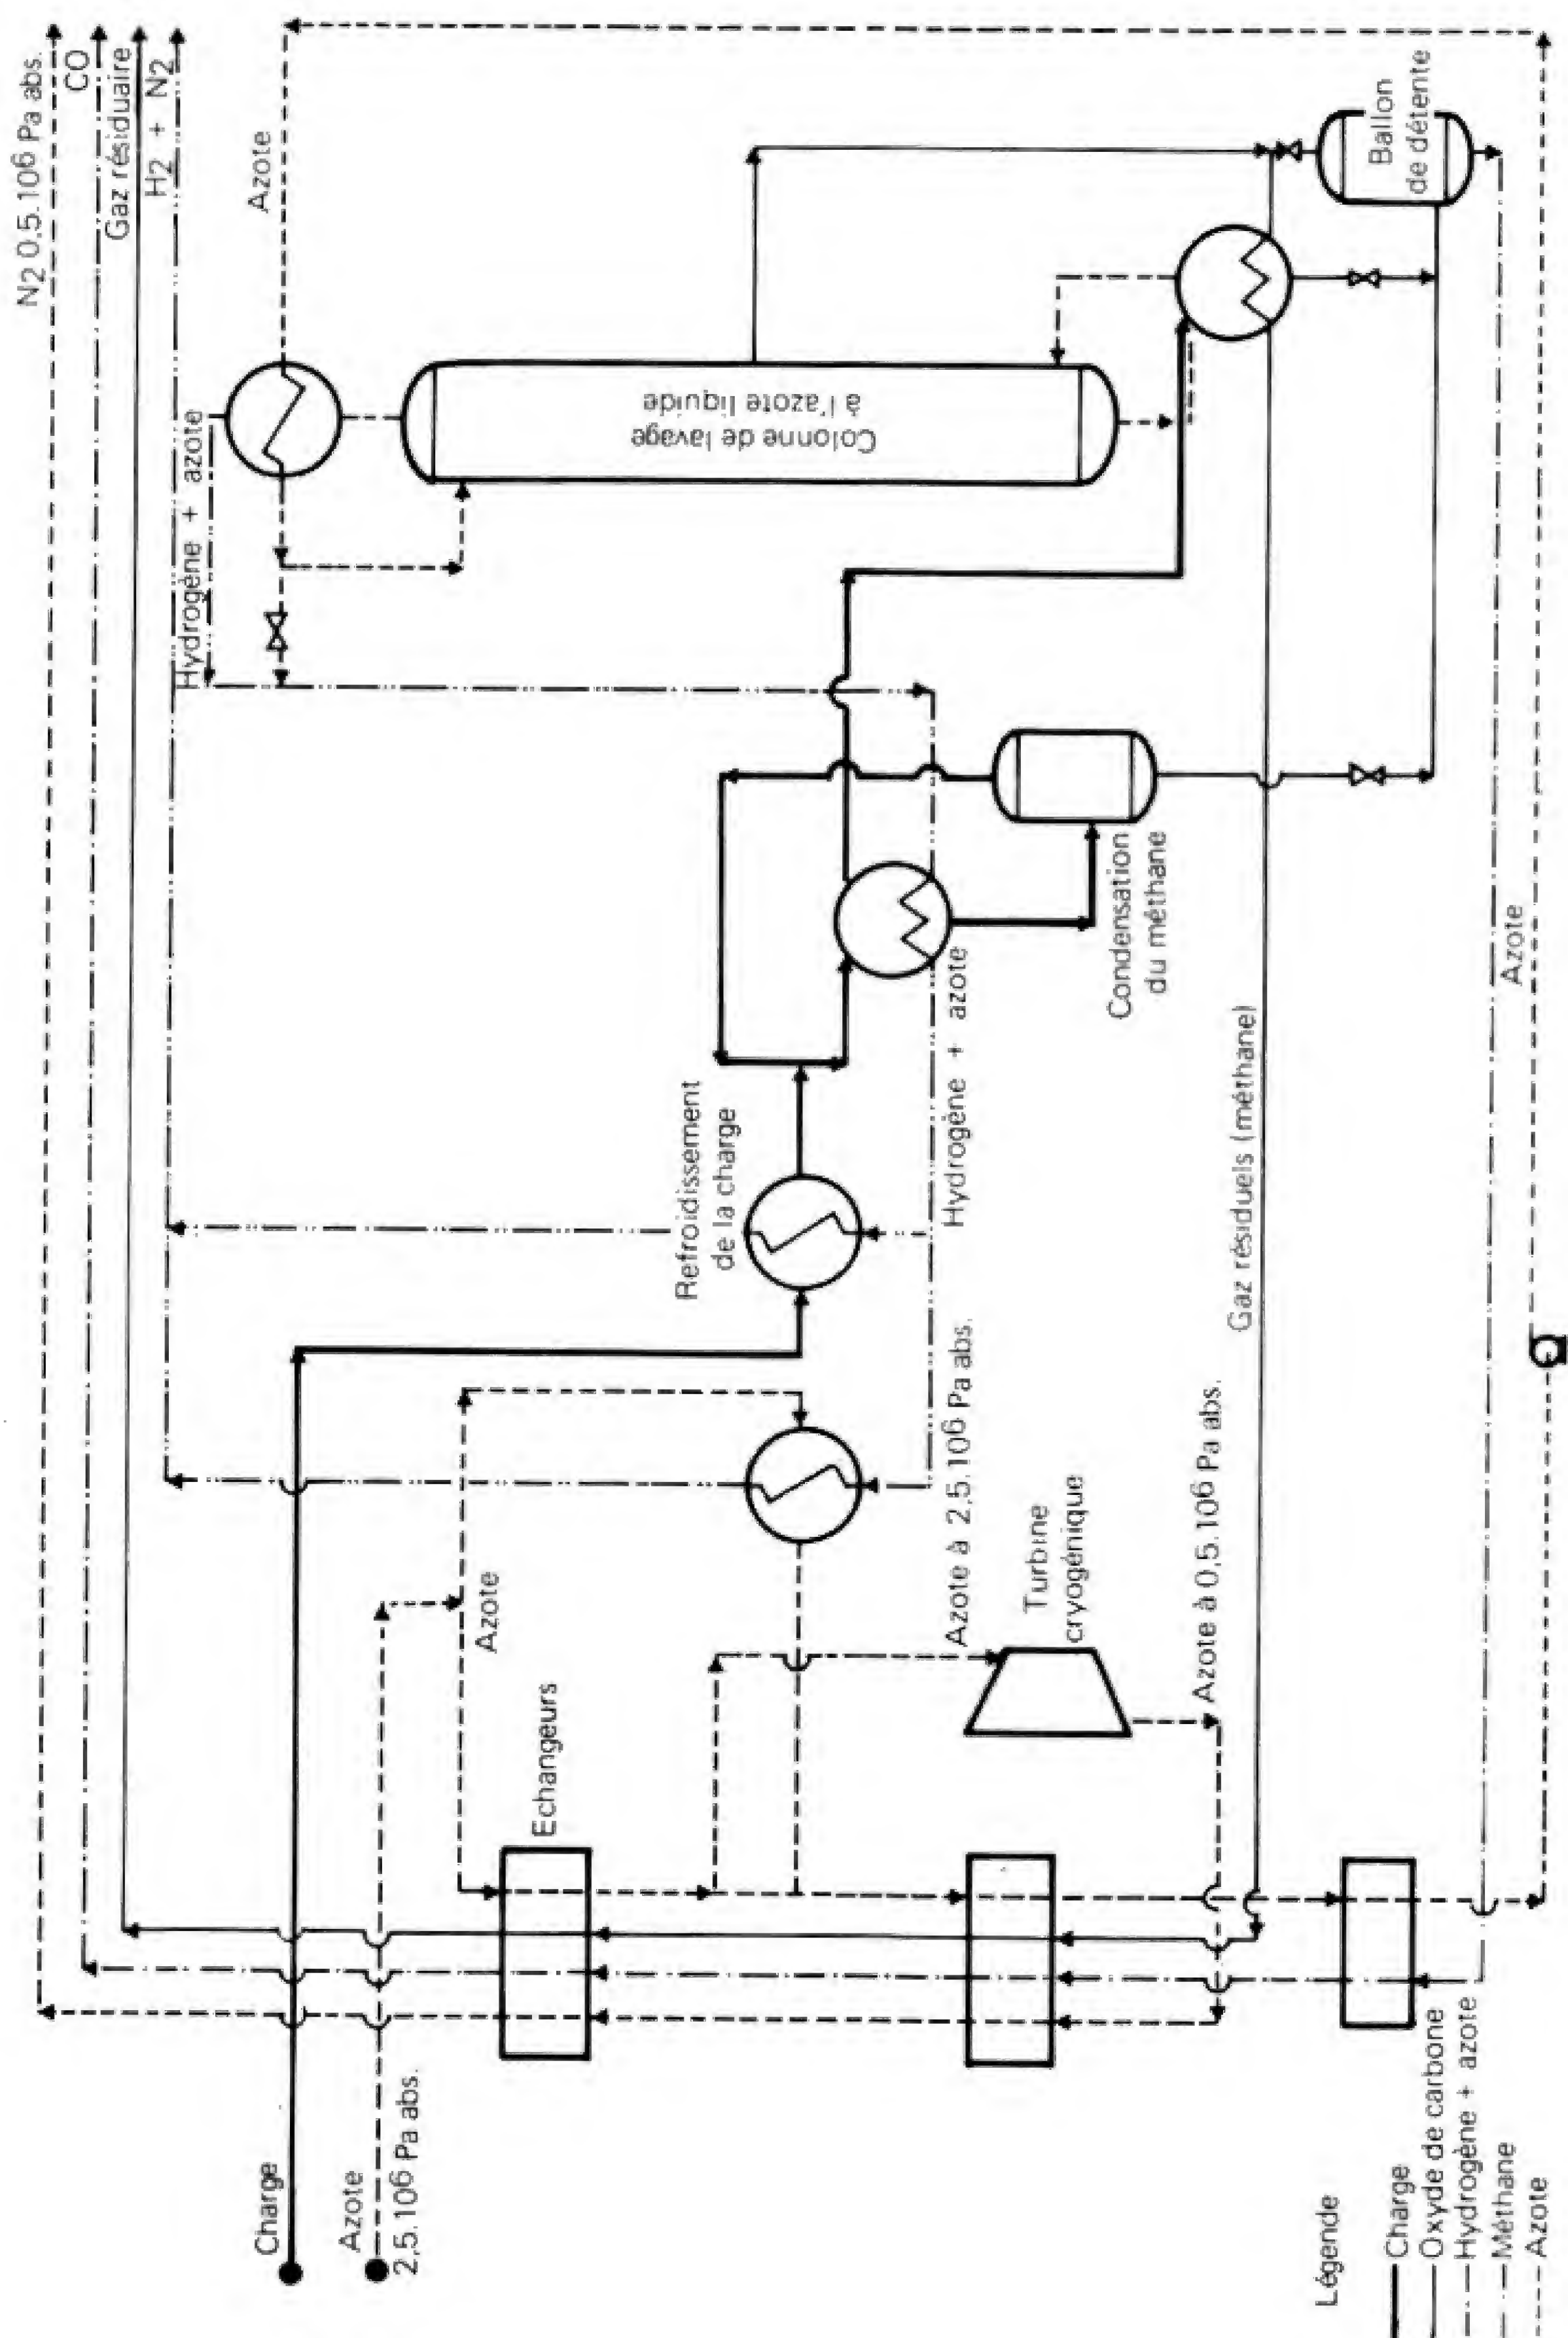 N2 0,5.10⁶ Pa abs.
CO
Gaz résiduaire
H2 + N2
Azote
Hydrogène + azote
Colonne de lavage
à l'azote liquide
Ballon
de détente
Condensation
du méthane
Refroidissement
de la charge
Hydrogène + azote
Azote
Gaz résiduels (méthane)
Azote à 2,5.10⁶ Pa abs.
Turbine
cryogénique
Azote à 0,5.10⁶ Pa abs.
Azote
Echangeurs
Charge
Azote
2,5.10⁶ Pa abs.
Légende
Charge
Oxyde de carbone
Hydrogène + azote
Méthane
Azote